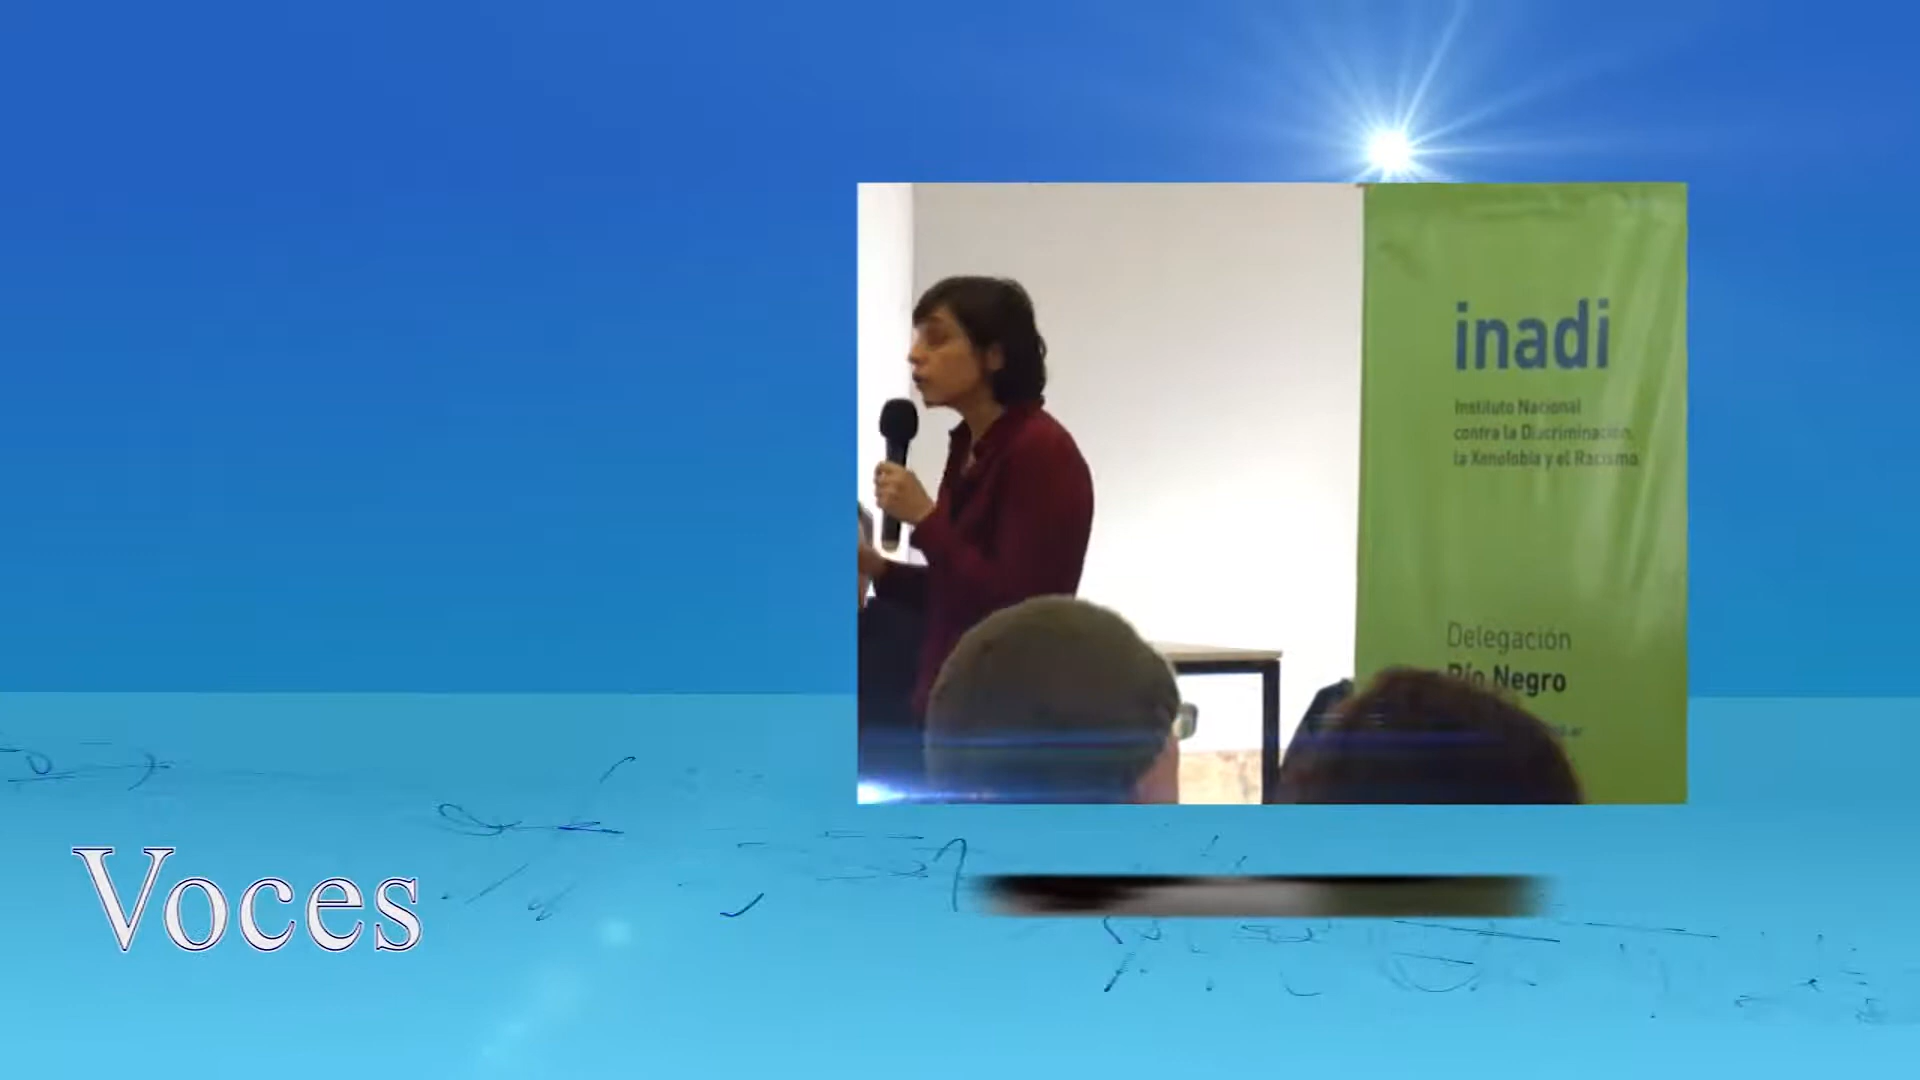 inadi
Instituto Nacional
contra la Discriminación,
la Xenofobia y el Racismo
Delegación
Río Negro
Voces